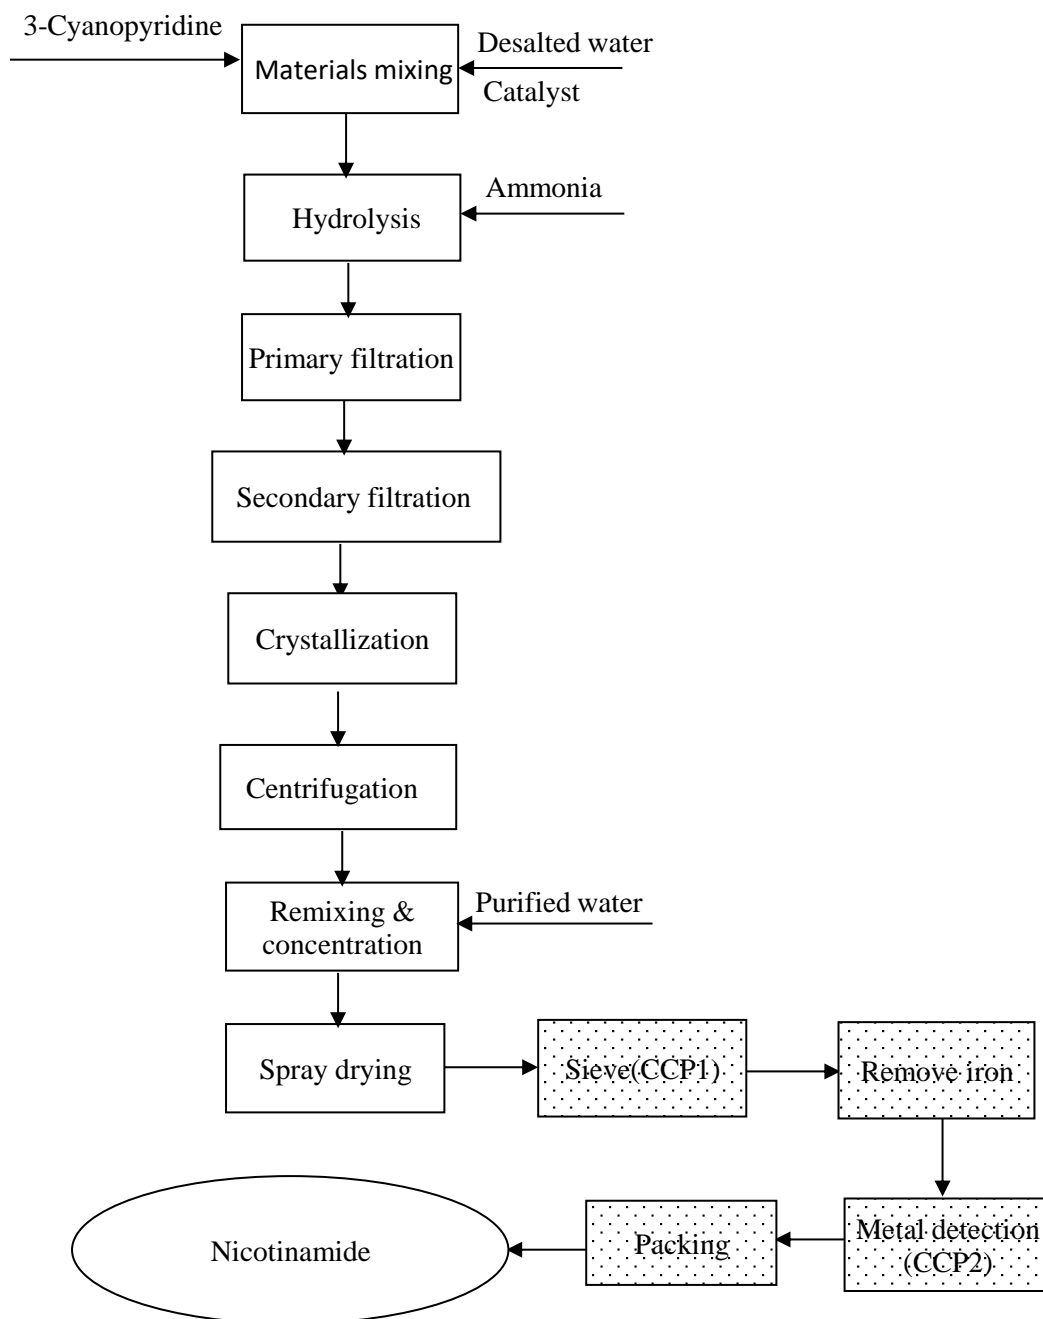 3-Cyanopyridine
Desalted water
Materials mixing
Catalyst
Ammonia
Hydrolysis
Primary filtration
Secondary filtration
Crystallization
Centrifugation
Remixing &
concentration
Purified water
Spray drying
Sieve(CCP1)
Remove iron
Metal detection
(CCP2)
Packing
Nicotinamide